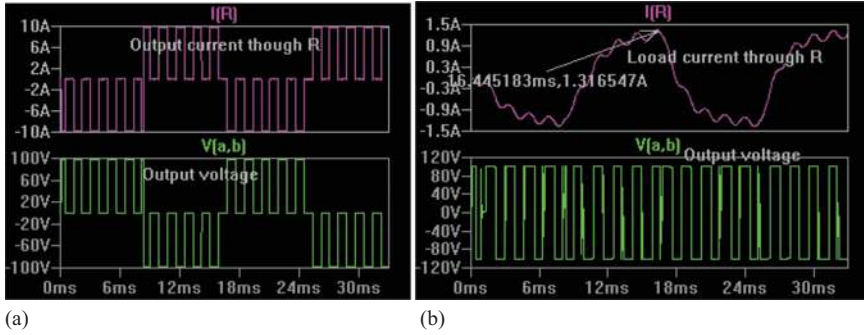 I(R)
10A
6A
2A
-2A
-6A
-10A
Output current though R
V(a,b)
100V
60V
20V
-20V
-60V
-100V
Output voltage
0ms
6ms
12ms
18ms
24ms
30ms
(a)
I(R)
1.5A
0.9A
0.3A
-0.3A
-0.9A
-1.5A
Looad current through R
16.445183ms,1.316547A
V(a,b)
Output voltage
120V
80V
40V
0V
-40V
-80V
-120V
0ms
6ms
12ms
18ms
24ms
30ms
(b)